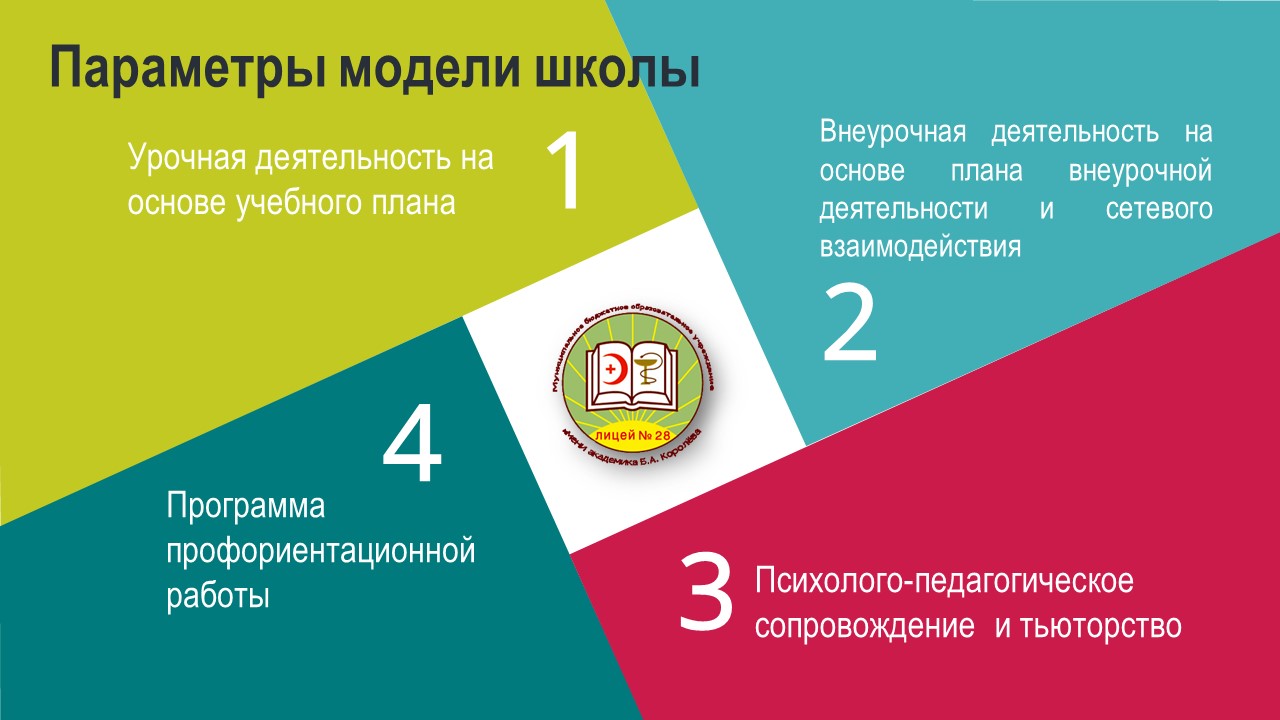 Параметры модели школы
Урочная деятельность на
основе учебного плана
1
Внеурочная деятельность на
основе плана внеурочной
деятельности и сетевого
взаимодействия
2
Муниципальное бюджетное образовательное учреждение
ЛИЦЕЙ № 28
имени академика Б.А. Королёва
4
Программа
профориентационной
работы
3
Психолого-педагогическое
сопровождение и тьюторство